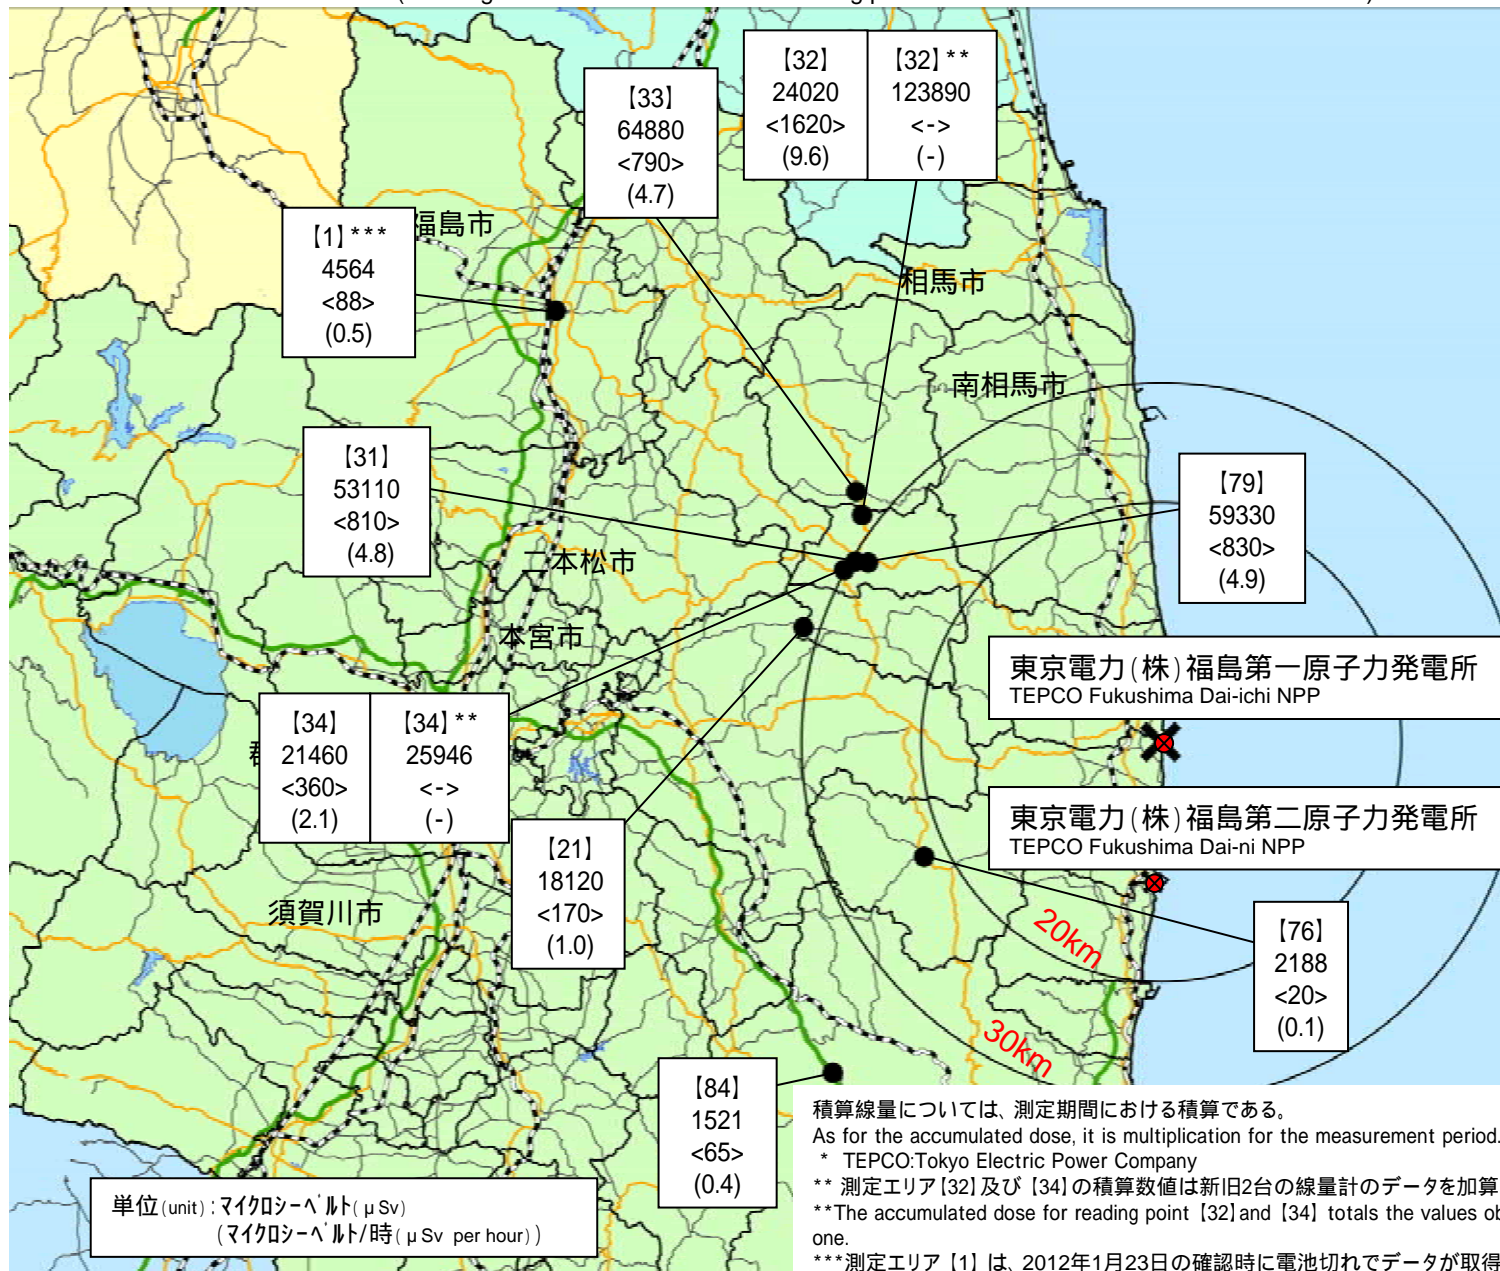 【32】
24020
<1620>
(9.6)
【32】**
123890
<->
(-)
【33】
64880
<790>
(4.7)
【1】***
4564
<88>
(0.5)
福島市
相馬市
南相馬市
【31】
53110
<810>
(4.8)
【79】
59330
<830>
(4.9)
二本松市
本宮市
東京電力(株)福島第一原子力発電所
TEPCO Fukushima Dai-ichi NPP
【34】
21460
<360>
(2.1)
【34】**
25946
<->
(-)
東京電力(株)福島第二原子力発電所
TEPCO Fukushima Dai-ni NPP
【21】
18120
<170>
(1.0)
須賀川市
20km
【76】
2188
<20>
(0.1)
30km
【84】
1521
<65>
(0.4)
積算線量については、測定期間における積算である。
As for the accumulated dose, it is multiplication for the measurement period.
* TEPCO:Tokyo Electric Power Company
** 測定エリア【32】及び【34】の積算数値は新旧2台の線量計のデータを加算
**The accumulated dose for reading point 【32】and 【34】 totals the values ob
one.
***測定エリア【1】は、2012年1月23日の確認時に電池切れでデータが取得
単位(unit):マイクロシーベルト(μSv)
(マイクロシーベルト/時(μSv per hour))